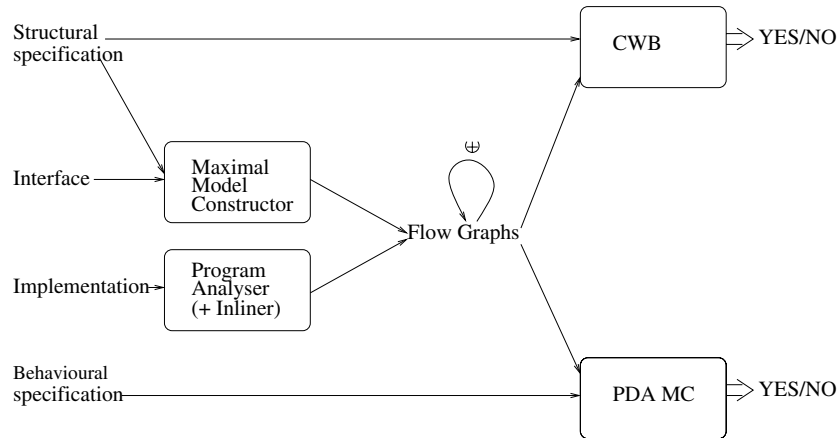 Structural
specification
CWB
YES/NO
⊕
Interface
Maximal
Model
Constructor
Flow Graphs
Implementation
Program
Analyser
(+ Inliner)
Behavioural
specification
PDA MC
YES/NO